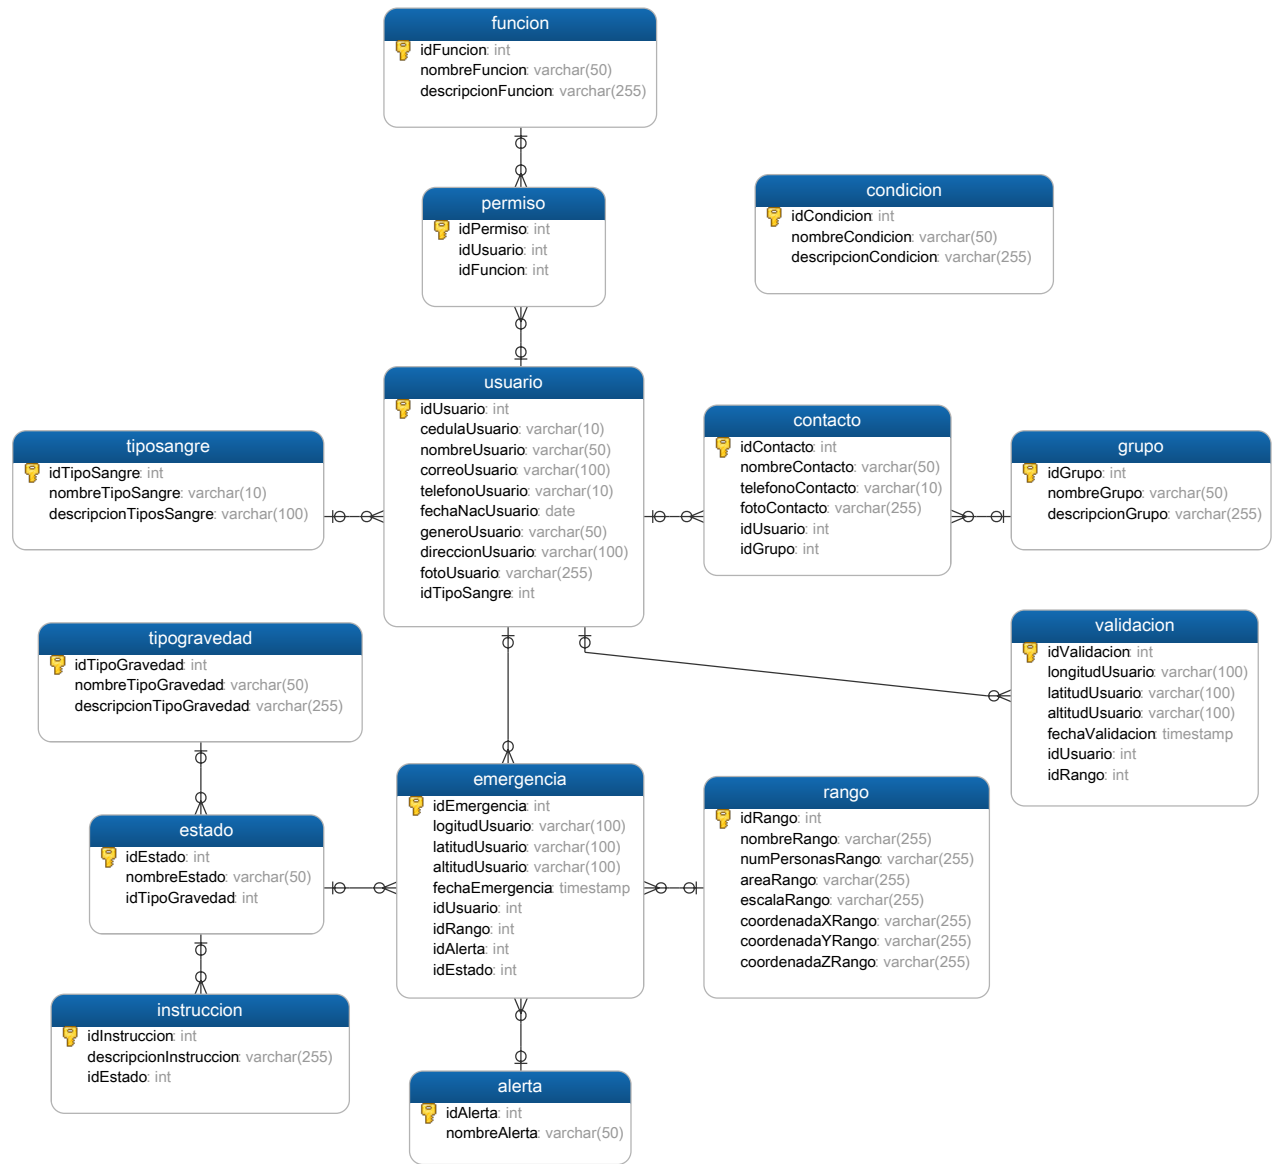 funcion
idFuncion: int
nombreFuncion: varchar(50)
descripcionFuncion: varchar(255)
permiso
idPermiso: int
idUsuario: int
idFuncion: int
condicion
idCondicion: int
nombreCondicion: varchar(50)
descripcionCondicion: varchar(255)
usuario
idUsuario: int
cedulaUsuario: varchar(10)
nombreUsuario: varchar(50)
correoUsuario: varchar(100)
telefonoUsuario: varchar(10)
fechaNacUsuario: date
generoUsuario: varchar(50)
direccionUsuario: varchar(100)
fotoUsuario: varchar(255)
idTipoSangre: int
tiposangre
idTipoSangre: int
nombreTipoSangre: varchar(10)
descripcionTiposSangre: varchar(100)
contacto
idContacto: int
nombreContacto: varchar(50)
telefonoContacto: varchar(10)
fotoContacto: varchar(255)
idUsuario: int
idGrupo: int
grupo
idGrupo: int
nombreGrupo: varchar(50)
descripcionGrupo: varchar(255)
tipogravedad
idTipoGravedad: int
nombreTipoGravedad: varchar(50)
descripcionTipoGravedad: varchar(255)
validacion
idValidacion: int
longitudUsuario: varchar(100)
latitudUsuario: varchar(100)
altitudUsuario: varchar(100)
fechaValidacion: timestamp
idUsuario: int
idRango: int
estado
idEstado: int
nombreEstado: varchar(50)
idTipoGravedad: int
emergencia
idEmergencia: int
logitudUsuario: varchar(100)
latitudUsuario: varchar(100)
altitudUsuario: varchar(100)
fechaEmergencia: timestamp
idUsuario: int
idRango: int
idAlerta: int
idEstado: int
rango
idRango: int
nombreRango: varchar(255)
numPersonasRango: varchar(255)
areaRango: varchar(255)
escalaRango: varchar(255)
coordenadaXRango: varchar(255)
coordenadaYRango: varchar(255)
coordenadaZRango: varchar(255)
instruccion
idInstruccion: int
descripcionInstruccion: varchar(255)
idEstado: int
alerta
idAlerta: int
nombreAlerta: varchar(50)